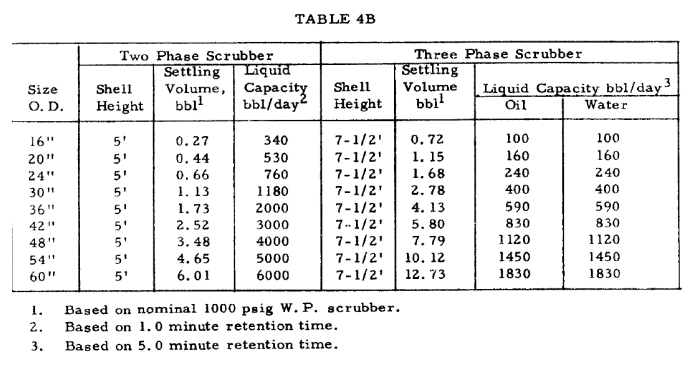 TABLE 4B
Two Phase Scrubber Three Phase Scrubber
Settling Liquid Settling
Size Shell Volume, Capacity Shell Volume Liquid Capacity bbl/day3
O. D. Height bbl1 bbl/day2 Height bbl1 Oil Water
16" 5' 0.27 340 7-1/2' 0.72 100 100
20" 5' 0.44 530 7-1/2' 1.15 160 160
24" 5' 0.66 760 7-1/2' 1.68 240 240
30" 5' 1.13 1180 7-1/2' 2.78 400 400
36" 5' 1.73 2000 7-1/2' 4.13 590 590
42" 5' 2.52 3000 7-1/2' 5.80 830 830
48" 5' 3.48 4000 7-1/2' 7.79 1120 1120
54" 5' 4.65 5000 7-1/2' 10.12 1450 1450
60" 5' 6.01 6000 7-1/2' 12.73 1830 1830
1. Based on nominal 1000 psig W. P. scrubber.
2. Based on 1.0 minute retention time.
3. Based on 5.0 minute retention time.